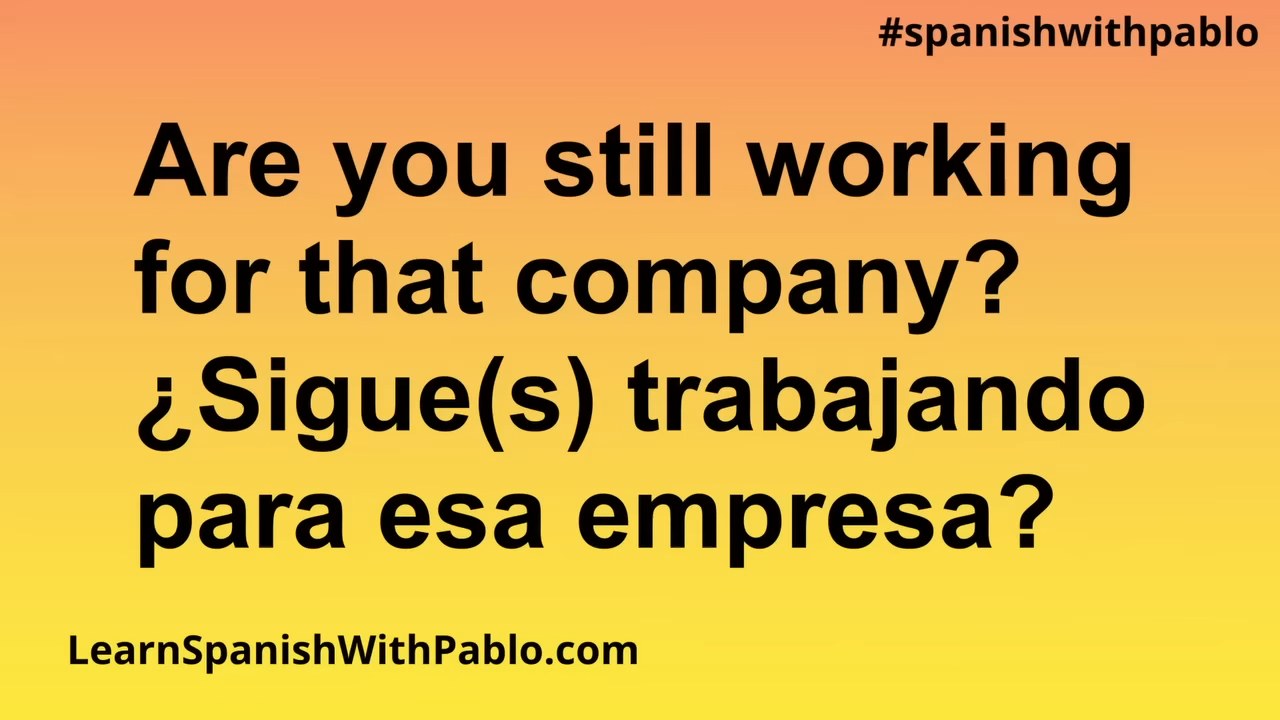 #spanishwithpablo
Are you still working
for that company?
¿Sigue(s) trabajando
para esa empresa?
LearnSpanishWithPablo.com